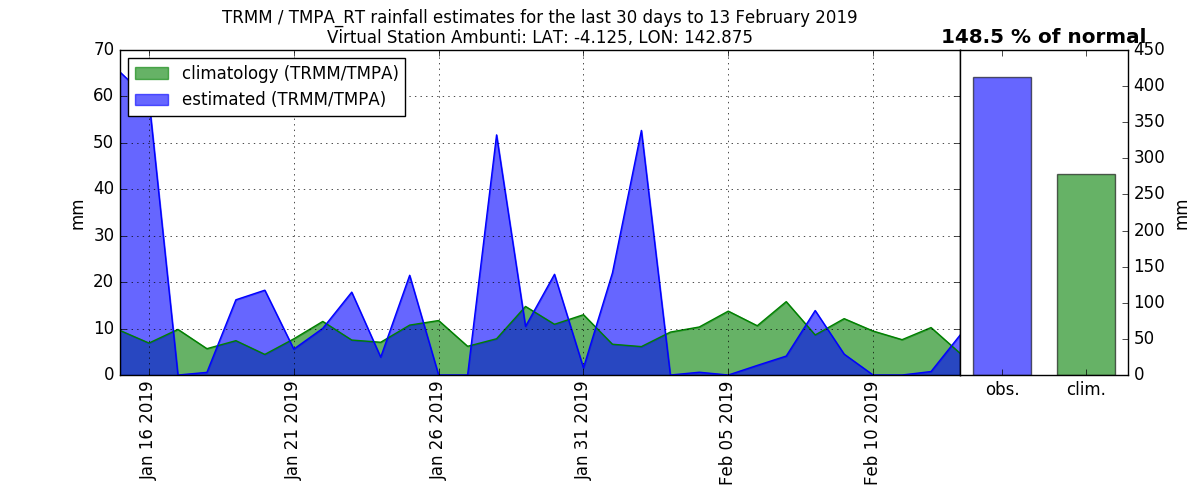 TRMM / TMPA_RT rainfall estimates for the last 30 days to 13 February 2019
Virtual Station Ambunti: LAT: -4.125, LON: 142.875
148.5 % of normal
climatology (TRMM/TMPA)
estimated (TRMM/TMPA)
70
60
50
40
30
20
10
0
mm
Jan 16 2019
Jan 21 2019
Jan 26 2019
Jan 31 2019
Feb 05 2019
Feb 10 2019
450
400
350
300
250
200
150
100
50
0
mm
obs.
clim.